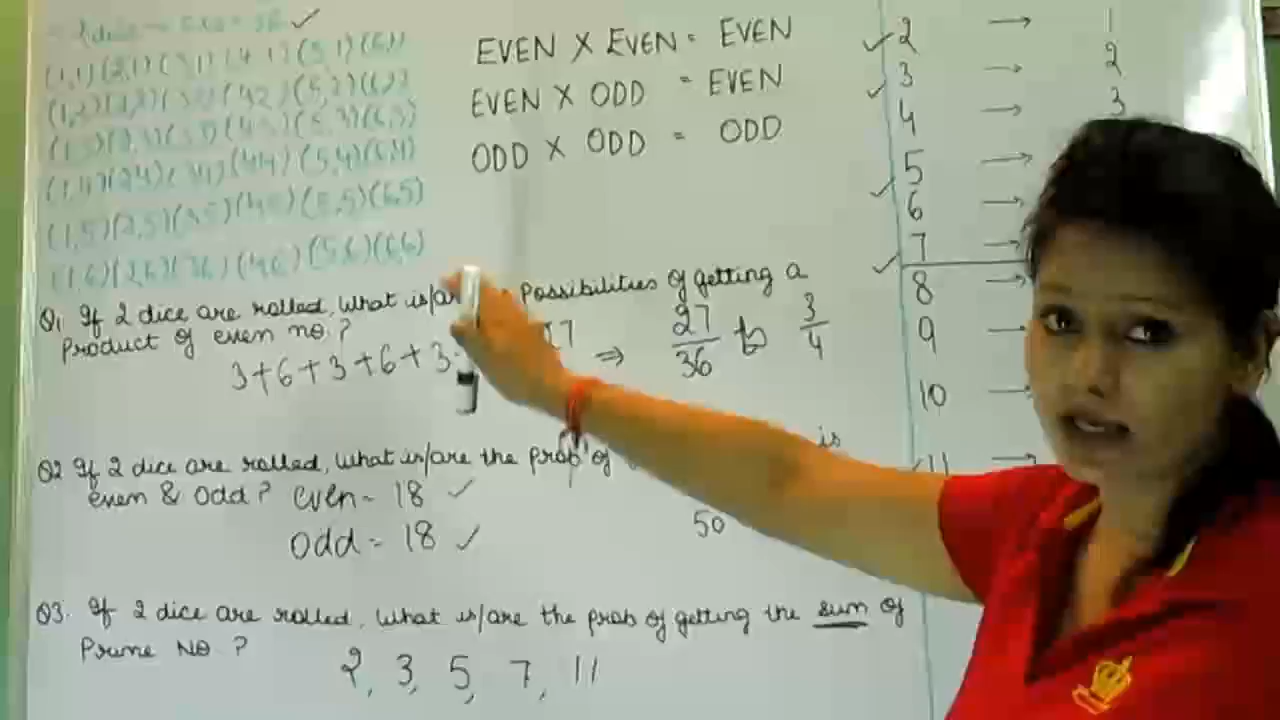 (1,1)(2,1)(3,1)(4,1)(5,1)(6,1)
(1,2)(2,2)(3,2)(4,2)(5,2)(6,2)
(1,3)(2,3)(3,3)(4,3)(5,3)(6,3)
(1,4)(2,4)(3,4)(4,4)(5,4)(6,4)
(1,5)(2,5)(3,5)(4,5)(5,5)(6,5)
(1,6)(2,6)(3,6)(4,6)(5,6)(6,6)
EVEN X EVEN = EVEN
EVEN X ODD = EVEN
ODD X ODD = ODD
✓ 2 → 1
✓ 3 → 2
4 → 3
✓ 5 →
6 →
✓ 7
8 →
9 →
10 →
✓ 11 →
Q1 If 2 dice are rolled, what is/ar Possibilities of getting a
Product of even no. ?
3+6+3+6+3 27 ⇒ 27/36 3/4
Q2 If 2 dice are rolled, what is/are the prob of is
even & odd? even = 18 ✓
odd = 18 ✓ 50
Q3. If 2 dice are rolled, what is/are the prob of getting the sum of
Prime No ?
2, 3, 5, 7, 11